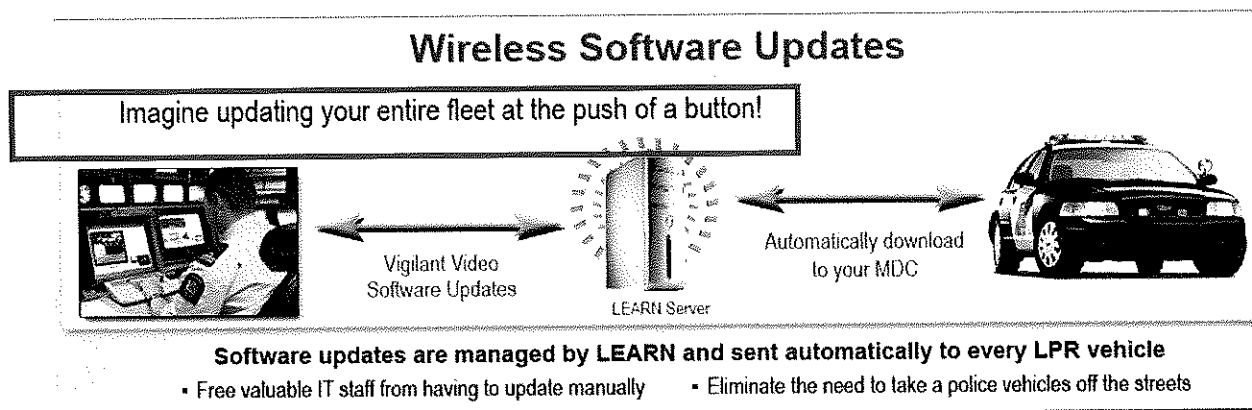 Wireless Software Updates
Imagine updating your entire fleet at the push of a button!
Vigilant Video
Software Updates
LEARN Server
Automatically download
to your MDC
Software updates are managed by LEARN and sent automatically to every LPR vehicle
▪ Free valuable IT staff from having to update manually
▪ Eliminate the need to take a police vehicles off the streets